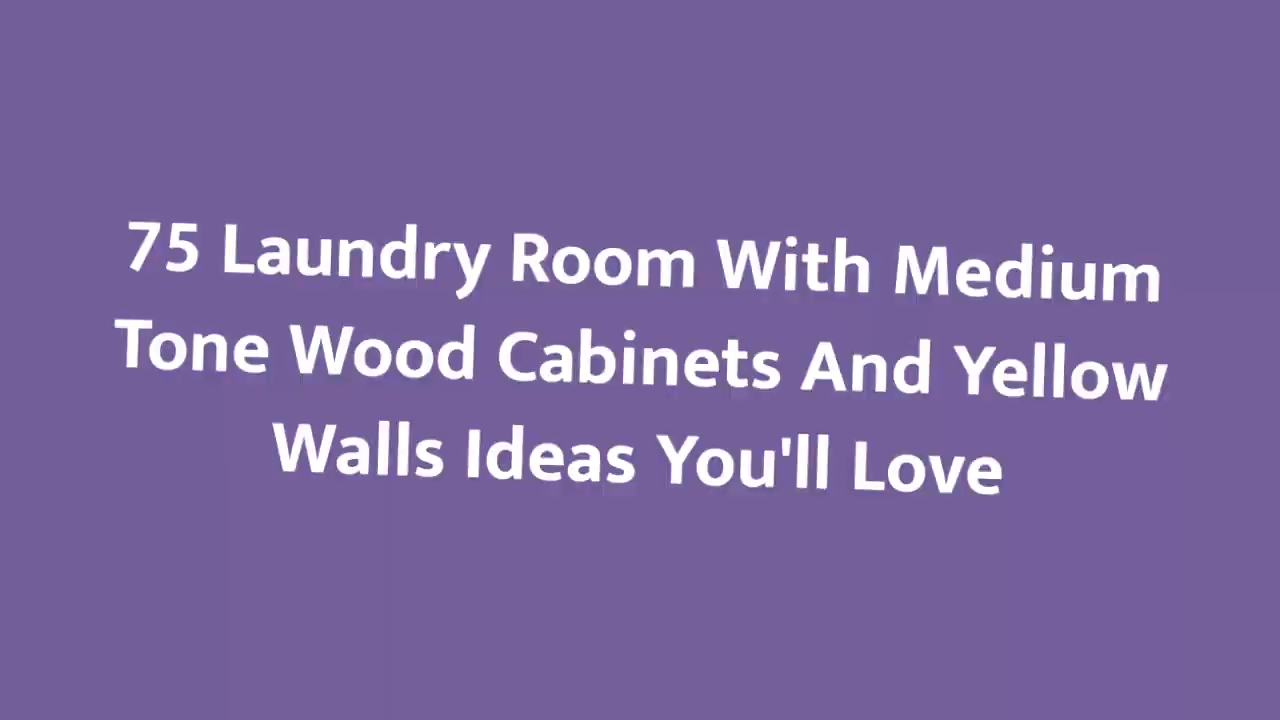 75 Laundry Room With Medium
Tone Wood Cabinets And Yellow
Walls Ideas You'll Love